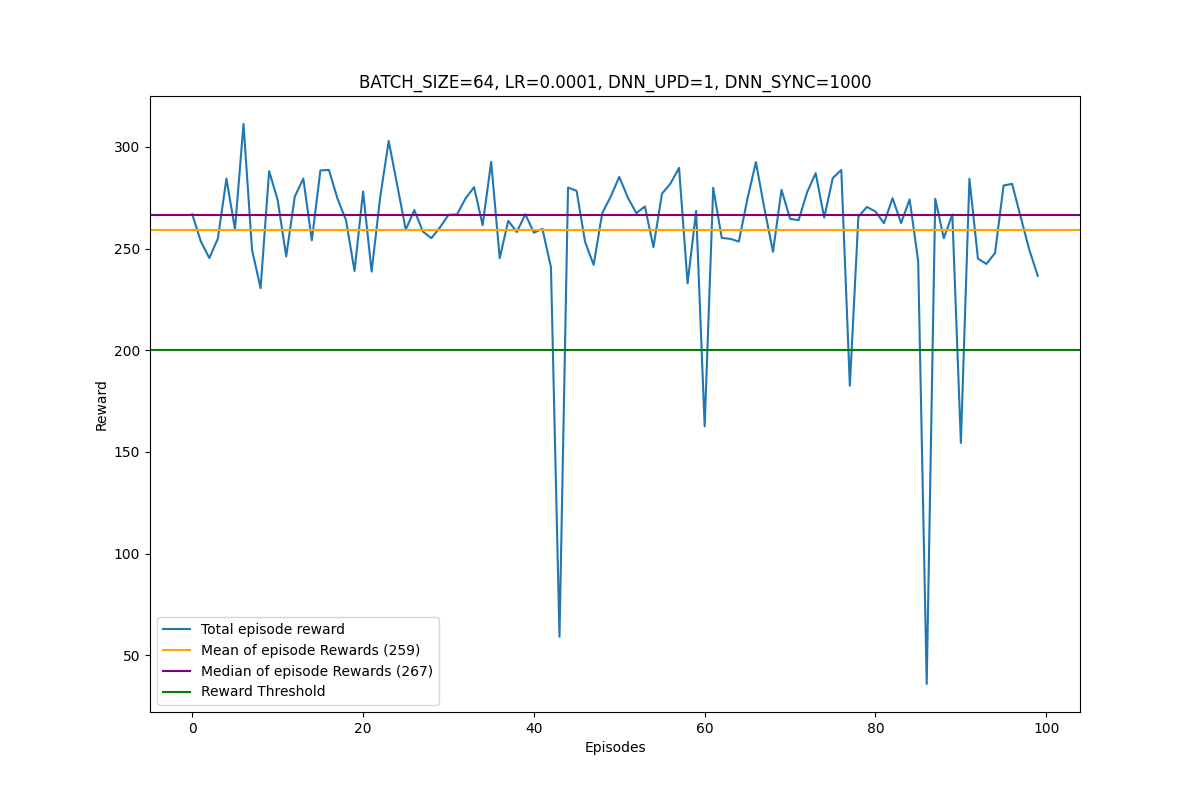 BATCH_SIZE=64, LR=0.0001, DNN_UPD=1, DNN_SYNC=1000
300
250
200
150
100
50
Reward
Total episode reward
Mean of episode Rewards (259)
Median of episode Rewards (267)
Reward Threshold
0 20 40 60 80 100
Episodes